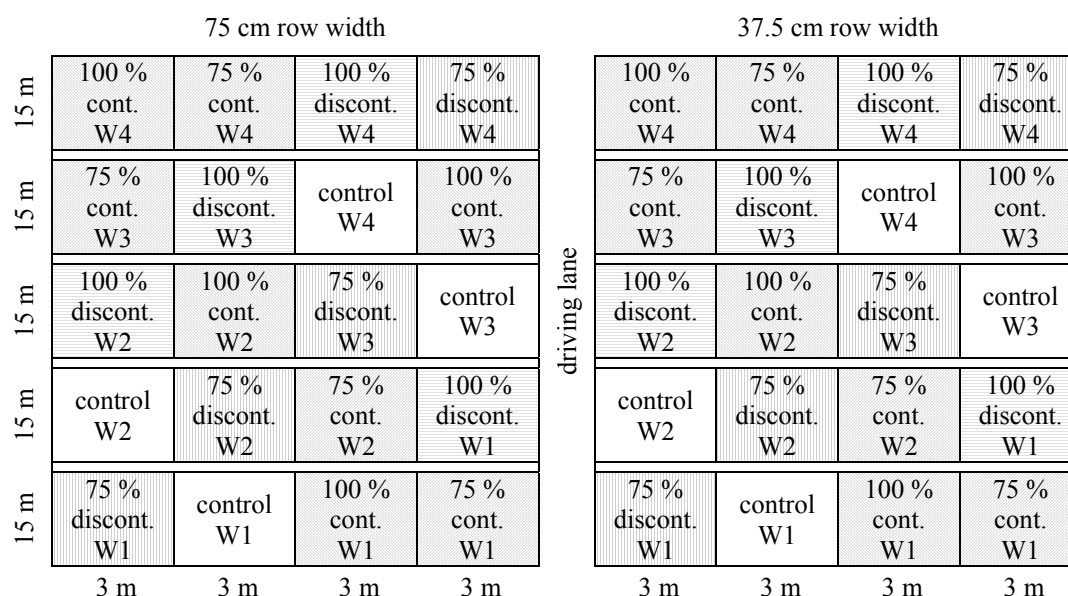 75 cm row width 37.5 cm row width
15 m
100 % 75 % 100 % 75 % 100 % 75 % 100 % 75 %
cont. cont. discont. discont. cont. cont. discont. discont.
W4 W4 W4 W4 W4 W4 W4 W4
15 m
75 % 100 % control 100 % 75 % 100 % control 100 %
cont. discont. W4 cont. cont. discont. W4 cont.
W3 W3 W3 W3 W3 W3
15 m
100 % 100 % 75 % control 100 % 100 % 75 % control
discont. cont. discont. W3 discont. cont. discont. W3
W2 W2 W3 W2 W2 W3
driving lane
15 m
control 75 % 75 % 100 % control 75 % 75 % 100 %
W2 discont. cont. discont. W2 discont. cont. discont.
W2 W2 W1 W2 W2 W1
15 m
75 % control 100 % 75 % 75 % control 100 % 75 %
discont. W1 cont. cont. discont. W1 cont. cont.
W1 W1 W1 W1 W1 W1
3 m 3 m 3 m 3 m 3 m 3 m 3 m 3 m